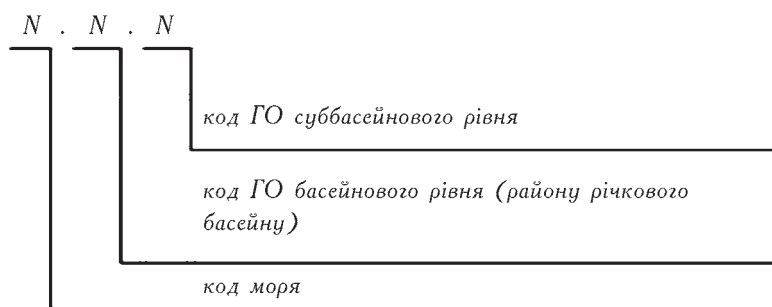 N . N . N
код ГО суббасейнового рівня
код ГО басейнового рівня (району річкового
басейну)
код моря